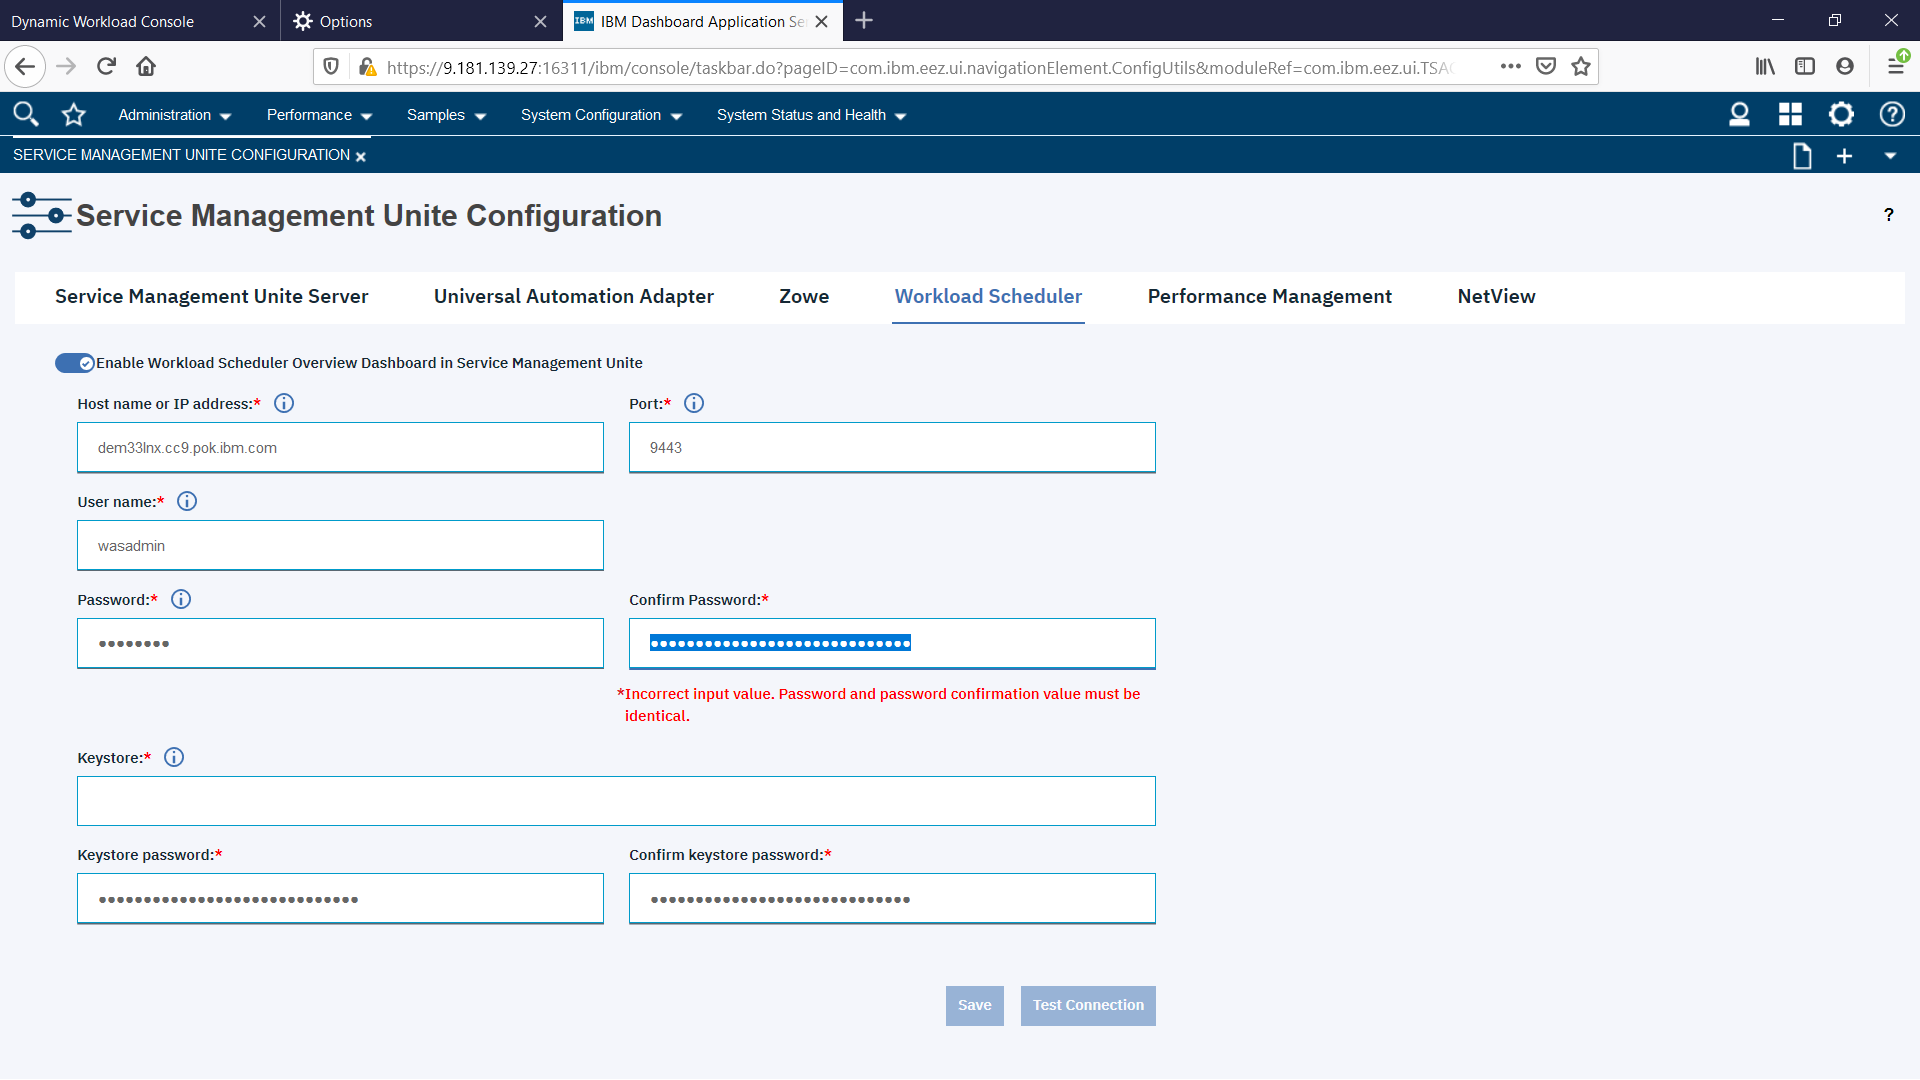 Dynamic Workload Console
Options
IBM
IBM Dashboard Application Se
https://9.181.139.27:16311/ibm/console/taskbar.do?pageID=com.ibm.eez.ui.navigationElement.ConfigUtils&moduleRef=com.ibm.eez.ui.TSA
Administration
Performance
Samples
System Configuration
System Status and Health
SERVICE MANAGEMENT UNITE CONFIGURATION
Service Management Unite Configuration
?
Service Management Unite Server
Universal Automation Adapter
Zowe
Workload Scheduler
Performance Management
NetView
Enable Workload Scheduler Overview Dashboard in Service Management Unite
Host name or IP address:*
Port:*
dem33lnx.cc9.pok.ibm.com
9443
User name:*
wasadmin
Password:*
Confirm Password:*
*Incorrect input value. Password and password confirmation value must be
identical.
Keystore:*
Keystore password:*
Confirm keystore password:*
Save
Test Connection